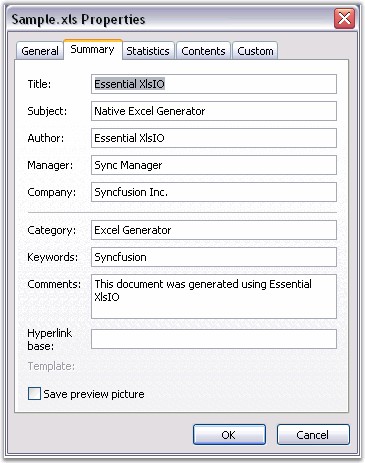 Sample.xls Properties
General Summary Statistics Contents Custom
Title: Essential XlsIO
Subject: Native Excel Generator
Author: Essential XlsIO
Manager: Sync Manager
Company: Syncfusion Inc.
Category: Excel Generator
Keywords: Syncfusion
Comments: This document was generated using Essential
XlsIO
Hyperlink
base:
Template:
Save preview picture
OK Cancel